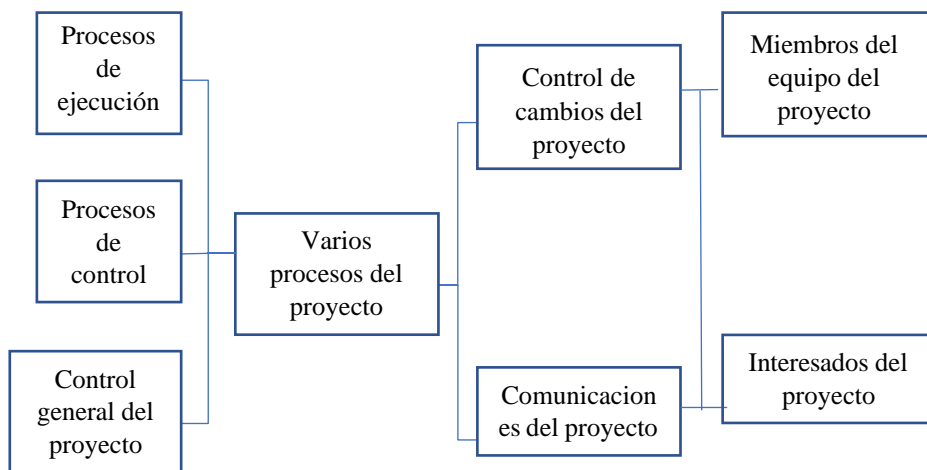 Procesos
de
ejecución
Procesos
de
control
Control
general del
proyecto
Varios
procesos del
proyecto
Control de
cambios del
proyecto
Comunicacion
es del proyecto
Miembros del
equipo del
proyecto
Interesados del
proyecto